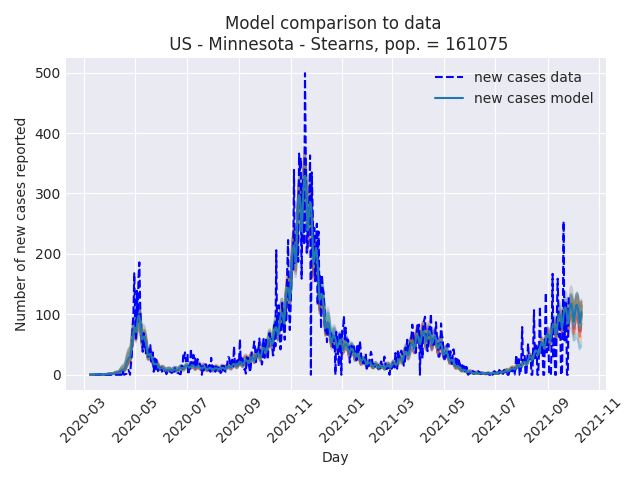 Model comparison to data
US - Minnesota - Stearns, pop. = 161075
500
400
300
200
100
0
Number of new cases reported
new cases data
new cases model
2020-03
2020-05
2020-07
2020-09
2020-11
2021-01
2021-03
2021-05
2021-07
2021-09
2021-11
Day